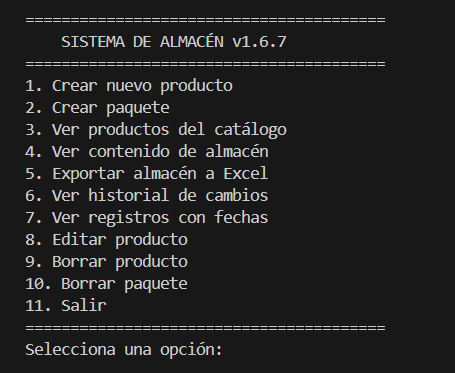 ========================================
SISTEMA DE ALMACÉN v1.6.7
========================================
1. Crear nuevo producto
2. Crear paquete
3. Ver productos del catálogo
4. Ver contenido de almacén
5. Exportar almacén a Excel
6. Ver historial de cambios
7. Ver registros con fechas
8. Editar producto
9. Borrar producto
10. Borrar paquete
11. Salir
========================================
Selecciona una opción: